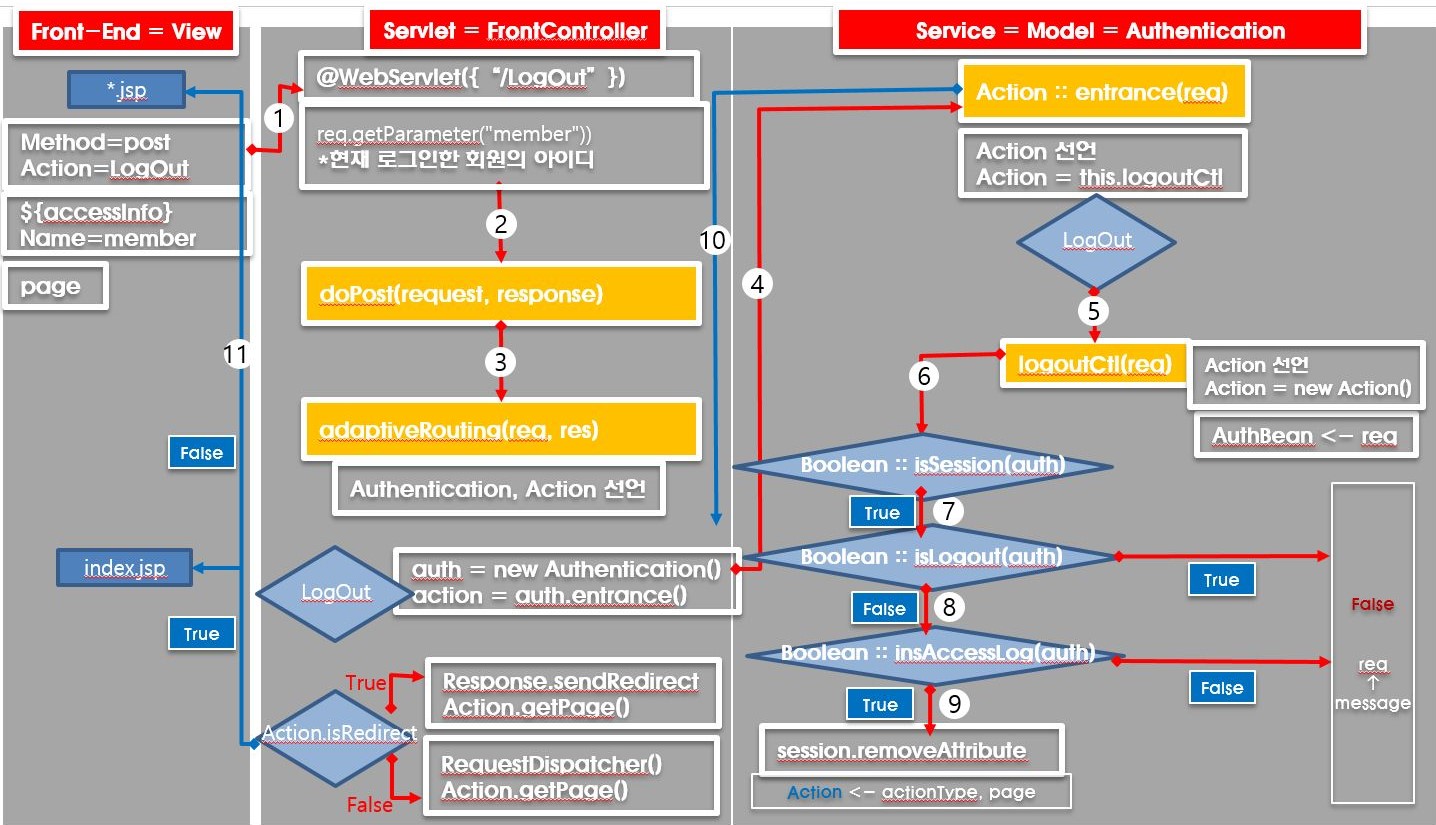 Front-End = View
*.jsp
Method=post
Action=LogOut
${accessInfo}
Name=member
page
11
False
index.jsp
True
Servlet = FrontController
@WebServlet({ “/LogOut” })
1
req.getParameter("member"))
*현재 로그인한 회원의 아이디
2
doPost(request, response)
3
adaptiveRouting(req, res)
Authentication, Action 선언
LogOut
auth = new Authentication()
action = auth.entrance()
True
Response.sendRedirect
Action.getPage()
Action.isRedirect
RequestDispatcher()
Action.getPage()
False
10
4
Service = Model = Authentication
Action :: entrance(req)
Action 선언
Action = this.logoutCtl
LogOut
5
logoutCtl(req)
Action 선언
Action = new Action()
AuthBean <- req
6
Boolean :: isSession(auth)
True
7
Boolean :: isLogout(auth)
True
False
8
Boolean :: insAccessLog(auth)
False
True
9
session.removeAttribute
Action <- actionType, page
False
req
↑
message